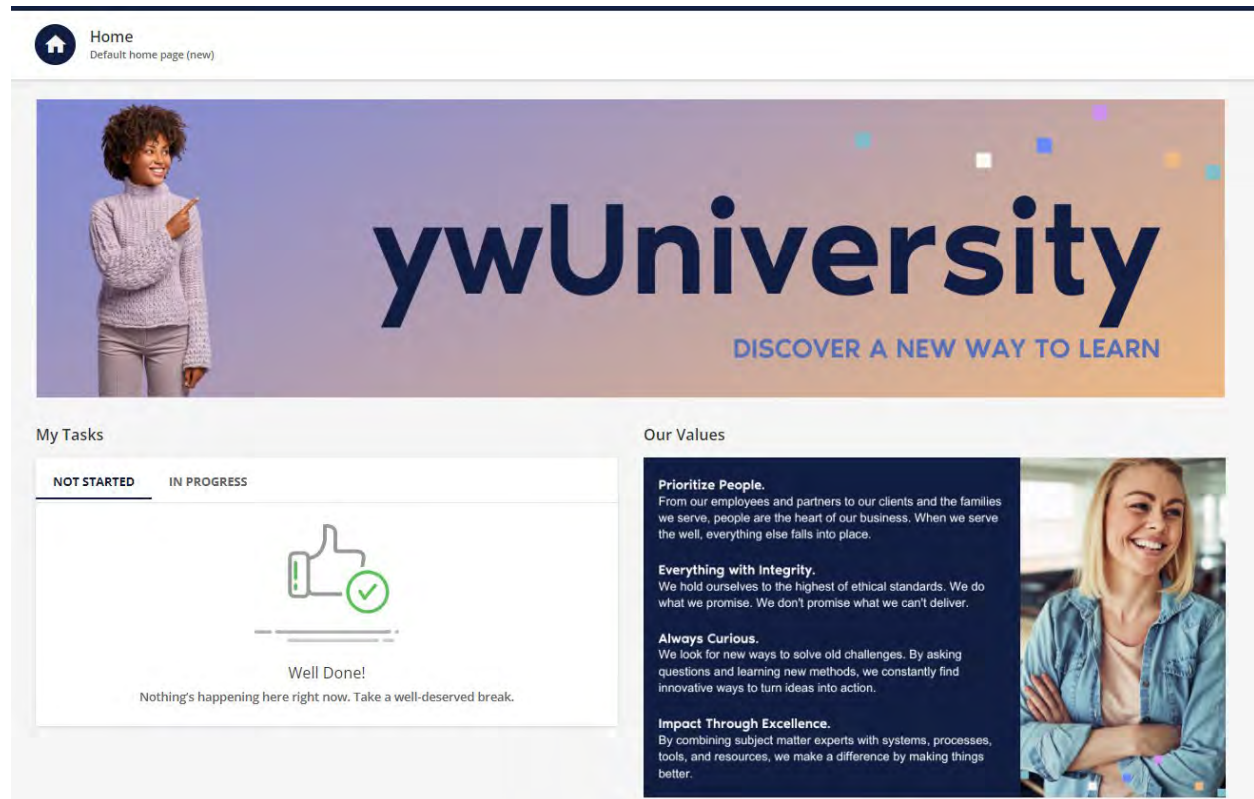 Home
Default home page (new)
ywUniversity
DISCOVER A NEW WAY TO LEARN
My Tasks
NOT STARTED IN PROGRESS
Well Done!
Nothing's happening here right now. Take a well-deserved break.
Our Values
Prioritize People.
From our employees and partners to our clients and the families
we serve, people are the heart of our business. When we serve
the well, everything else falls into place.
Everything with Integrity.
We hold ourselves to the highest of ethical standards. We do
what we promise. We don't promise what we can't deliver.
Always Curious.
We look for new ways to solve old challenges. By asking
questions and learning new methods, we constantly find
innovative ways to turn ideas into action.
Impact Through Excellence.
By combining subject matter experts with systems, processes,
tools, and resources, we make a difference by making things
better.